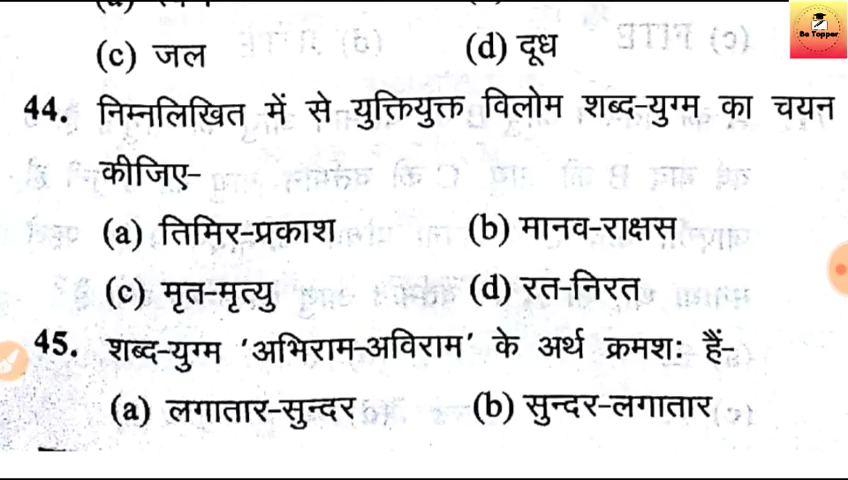 Be Topper
(c) जल (d) दूध
44. निम्नलिखित में से युक्तियुक्त विलोम शब्द-युग्म का चयन
कीजिए-
(a) तिमिर-प्रकाश (b) मानव-राक्षस
(c) मृत-मृत्यु (d) रत-निरत
45. शब्द-युग्म 'अभिराम-अविराम' के अर्थ क्रमशः हैं-
(a) लगातार-सुन्दर (b) सुन्दर-लगातार